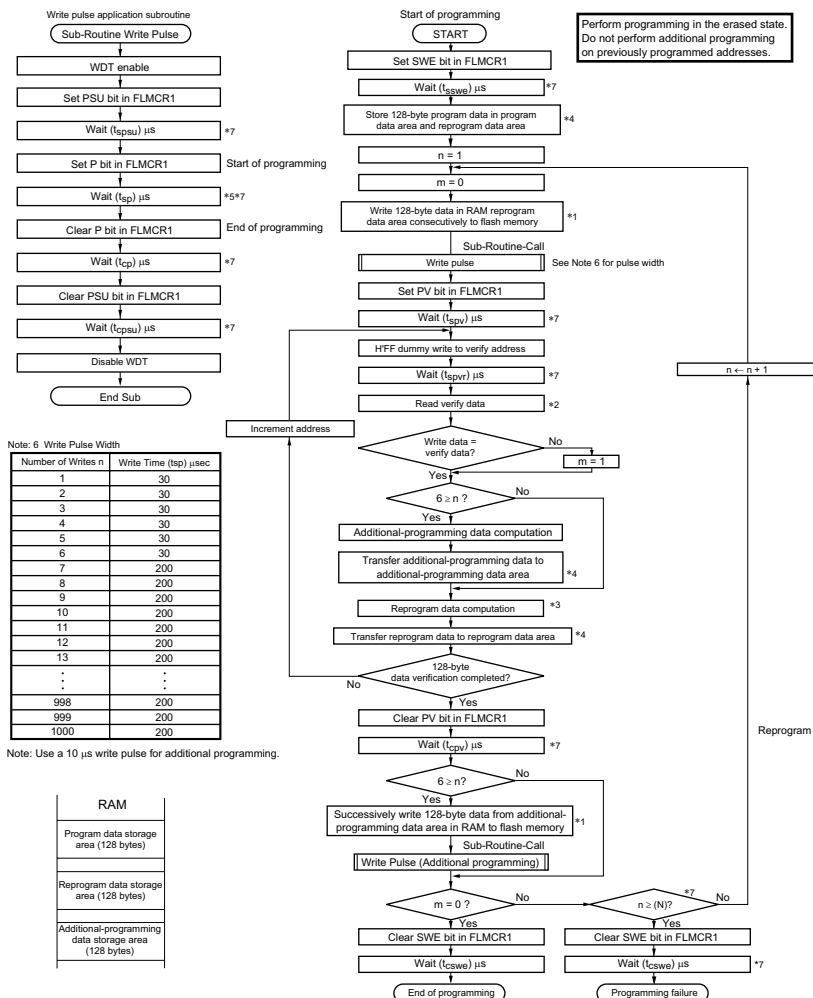 Write pulse application subroutine
Sub-Routine Write Pulse
WDT enable
Set PSU bit in FLMCR1
Wait (tspsu) μs
*7
Set P bit in FLMCR1
Start of programming
Wait (tsp) μs
*5*7
Clear P bit in FLMCR1
End of programming
Wait (tcp) μs
*7
Clear PSU bit in FLMCR1
Wait (tcpsu) μs
*7
Disable WDT
End Sub
Note: 6 Write Pulse Width
Number of Writes n Write Time (tsp) μsec
1 30
2 30
3 30
4 30
5 30
6 30
7 200
8 200
9 200
10 200
11 200
12 200
13 200
998 200
999 200
1000 200
Note: Use a 10 μs write pulse for additional programming.
RAM
Program data storage
area (128 bytes)
Reprogram data storage
area (128 bytes)
Additional-programming
data storage area
(128 bytes)
Start of programming
START
Set SWE bit in FLMCR1
Wait (tsswe) μs
*7
Store 128-byte program data in program
data area and reprogram data area
*4
n = 1
m = 0
Write 128-byte data in RAM reprogram
data area consecutively to flash memory
*1
Sub-Routine-Call
Write pulse
See Note 6 for pulse width
Set PV bit in FLMCR1
Wait (tspv) μs
*7
H'FF dummy write to verify address
Wait (tspvr) μs
*7
Read verify data
*2
Increment address
Write data =
verify data?
No
m = 1
Yes
6 ≥ n ?
No
Yes
Additional-programming data computation
Transfer additional-programming data to
additional-programming data area
*4
Reprogram data computation
*3
Transfer reprogram data to reprogram data area
*4
128-byte
data verification completed?
No
Yes
Clear PV bit in FLMCR1
Wait (tcpv) μs
*7
6 ≥ n?
No
Yes
Successively write 128-byte data from additional-
programming data area in RAM to flash memory
*1
Sub-Routine-Call
Write Pulse (Additional programming)
m = 0 ?
No
Yes
Clear SWE bit in FLMCR1
Wait (tcswe) μs
End of programming
*7
n ≥ (N)?
No
Yes
Clear SWE bit in FLMCR1
Wait (tcswe) μs
*7
Programming failure
n ← n + 1
Reprogram
Perform programming in the erased state.
Do not perform additional programming
on previously programmed addresses.